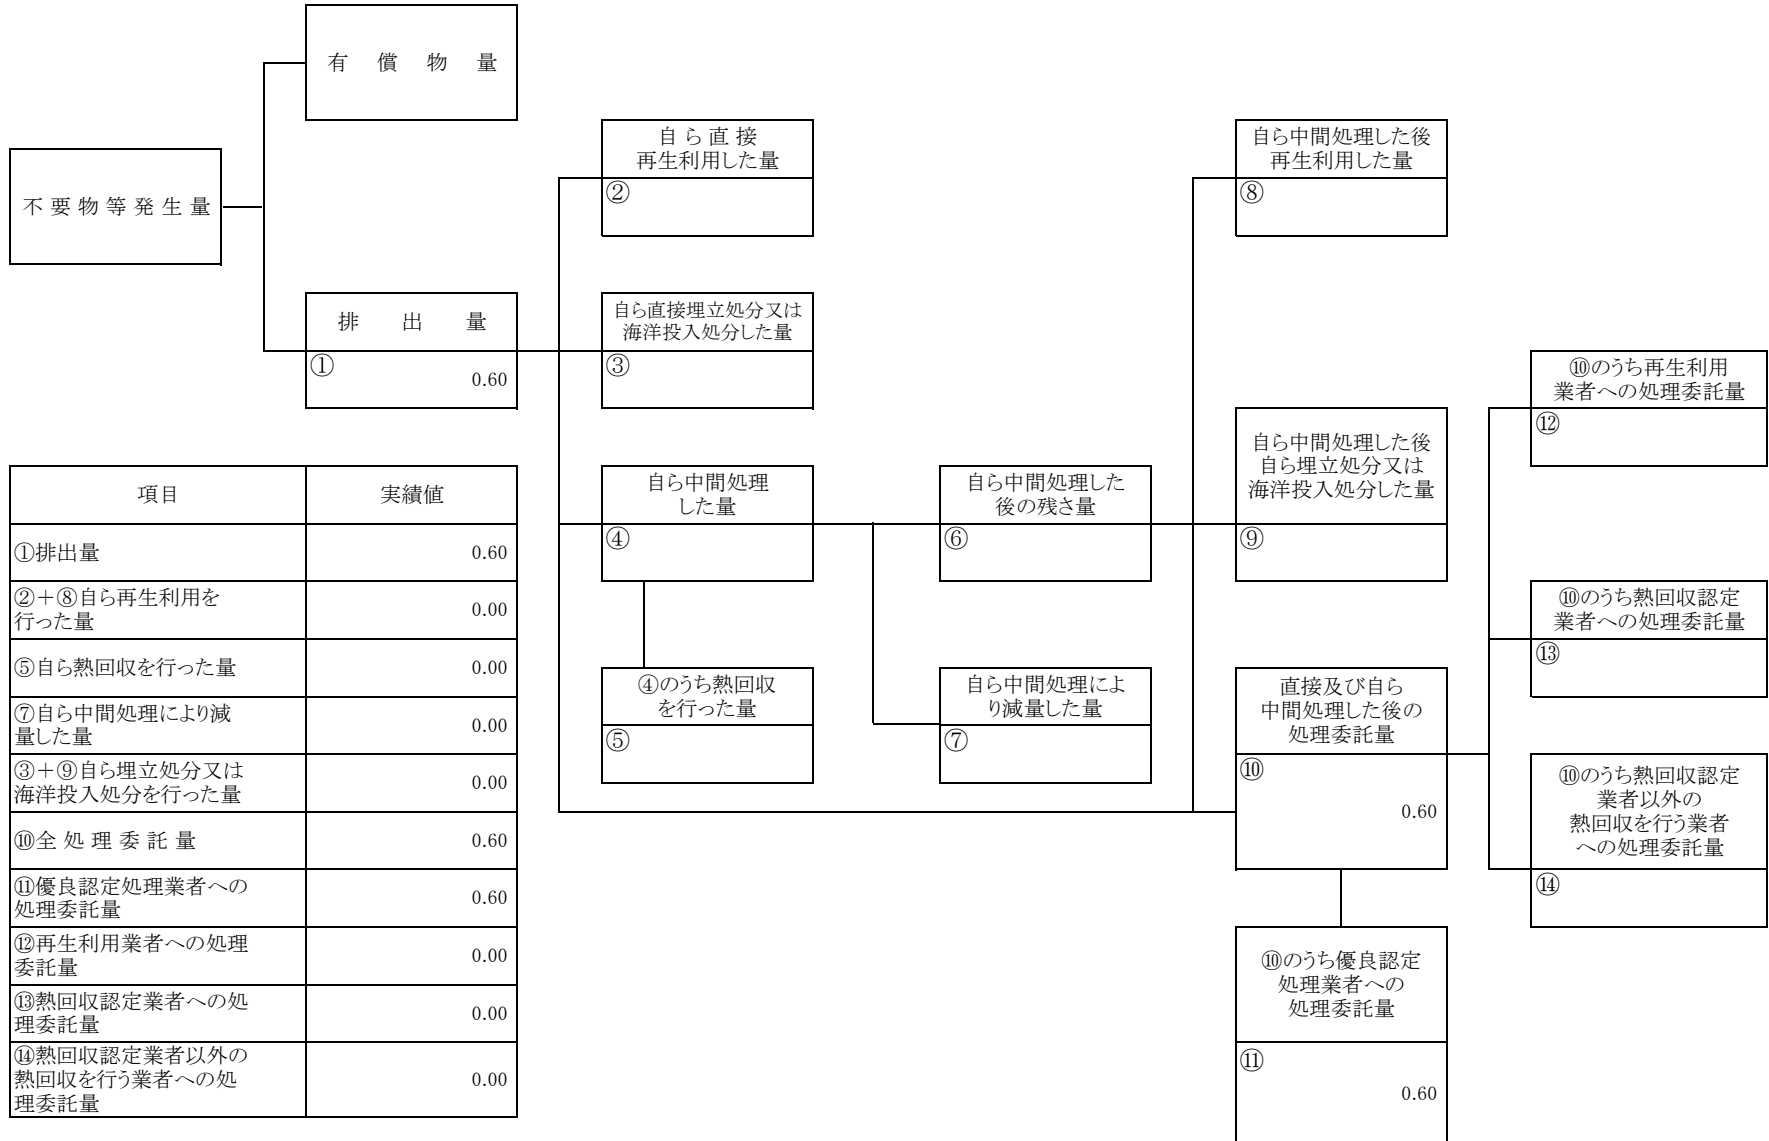 有償物量
不要物等発生量
排出量
①
0.60
自ら直接
再生利用した量
②
自ら直接埋立処分又は
海洋投入処分した量
③
自ら中間処理
した量
④
④のうち熱回収
を行った量
⑤
自ら中間処理した
後の残さ量
⑥
自ら中間処理によ
り減量した量
⑦
自ら中間処理した後
再生利用した量
⑧
自ら中間処理した後
自ら埋立処分又は
海洋投入処分した量
⑨
直接及び自ら
中間処理した後の
処理委託量
⑩
0.60
⑩のうち優良認定
処理業者への
処理委託量
⑪
0.60
⑩のうち再生利用
業者への処理委託量
⑫
⑩のうち熱回収認定
業者への処理委託量
⑬
⑩のうち熱回収認定
業者以外の
熱回収を行う業者
への処理委託量
⑭
項目 実績値
①排出量 0.60
②+⑧自ら再生利用を
行った量 0.00
⑤自ら熱回収を行った量 0.00
⑦自ら中間処理により減
量した量 0.00
③+⑨自ら埋立処分又は
海洋投入処分を行った量 0.00
⑩全処理委託量 0.60
⑪優良認定処理業者への
処理委託量 0.60
⑫再生利用業者への処理
委託量 0.00
⑬熱回収認定業者への処
理委託量 0.00
⑭熱回収認定業者以外の
熱回収を行う業者への処
理委託量 0.00